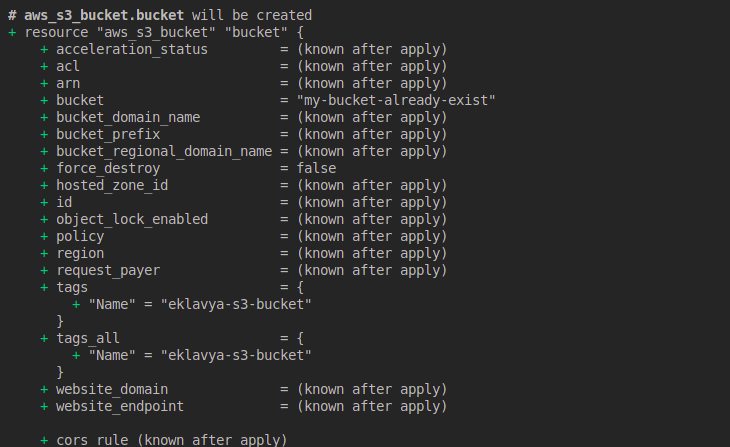 # aws_s3_bucket.bucket will be created
+ resource "aws_s3_bucket" "bucket" {
    + acceleration_status         = (known after apply)
    + acl                         = (known after apply)
    + arn                         = (known after apply)
    + bucket                      = "my-bucket-already-exist"
    + bucket_domain_name          = (known after apply)
    + bucket_prefix               = (known after apply)
    + bucket_regional_domain_name = (known after apply)
    + force_destroy               = false
    + hosted_zone_id              = (known after apply)
    + id                          = (known after apply)
    + object_lock_enabled         = (known after apply)
    + policy                      = (known after apply)
    + region                      = (known after apply)
    + request_payer               = (known after apply)
    + tags                        = {
        + "Name" = "eklavya-s3-bucket"
      }
    + tags_all                    = {
        + "Name" = "eklavya-s3-bucket"
      }
    + website_domain              = (known after apply)
    + website_endpoint            = (known after apply)

    + cors_rule (known after apply)